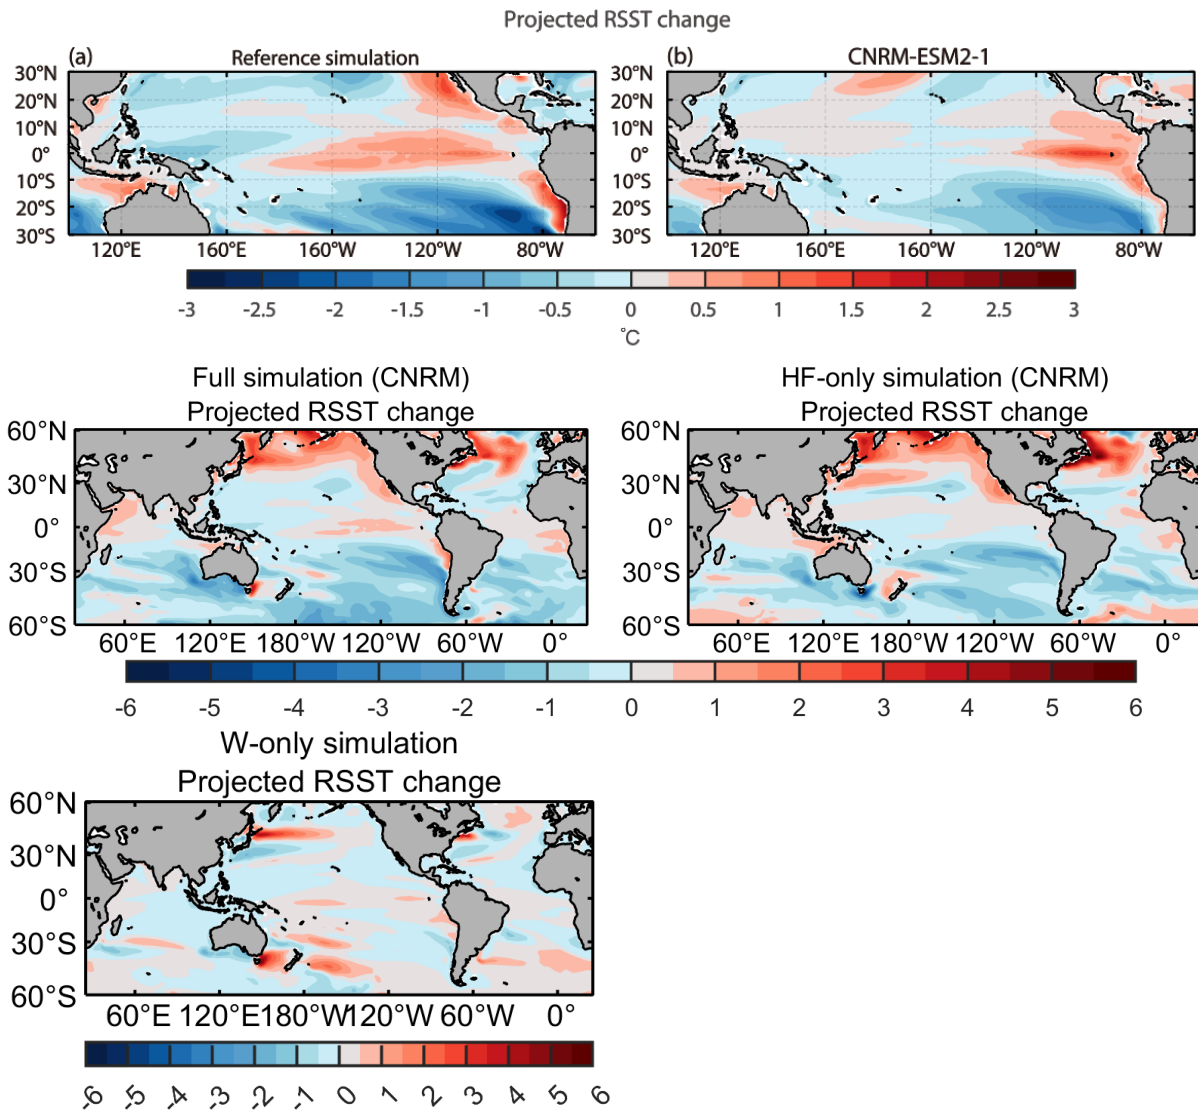 Projected RSST change
(a) Reference simulation
(b) CNRM-ESM2-1
30°N 30°N
20°N 20°N
10°N 10°N
0° 0°
10°S 10°S
20°S 20°S
30°S 30°S
120°E 160°E 160°W 120°W 80°W 120°E 160°E 160°W 120°W 80°W
-3 -2.5 -2 -1.5 -1 -0.5 0 0.5 1 1.5 2 2.5 3
°C
Full simulation (CNRM)
Projected RSST change
60°N
30°N
0°
30°S
60°S
60°E 120°E 180°W 120°W 60°W 0°
HF-only simulation (CNRM)
Projected RSST change
60°N
30°N
0°
30°S
60°S
60°E 120°E 180°W 120°W 60°W 0°
-6 -5 -4 -3 -2 -1 0 1 2 3 4 5 6
W-only simulation
Projected RSST change
60°N
30°N
0°
30°S
60°S
60°E 120°E 180°W 120°W 60°W 0°
-6 -5 -4 -3 -2 -1 0 1 2 3 4 5 6